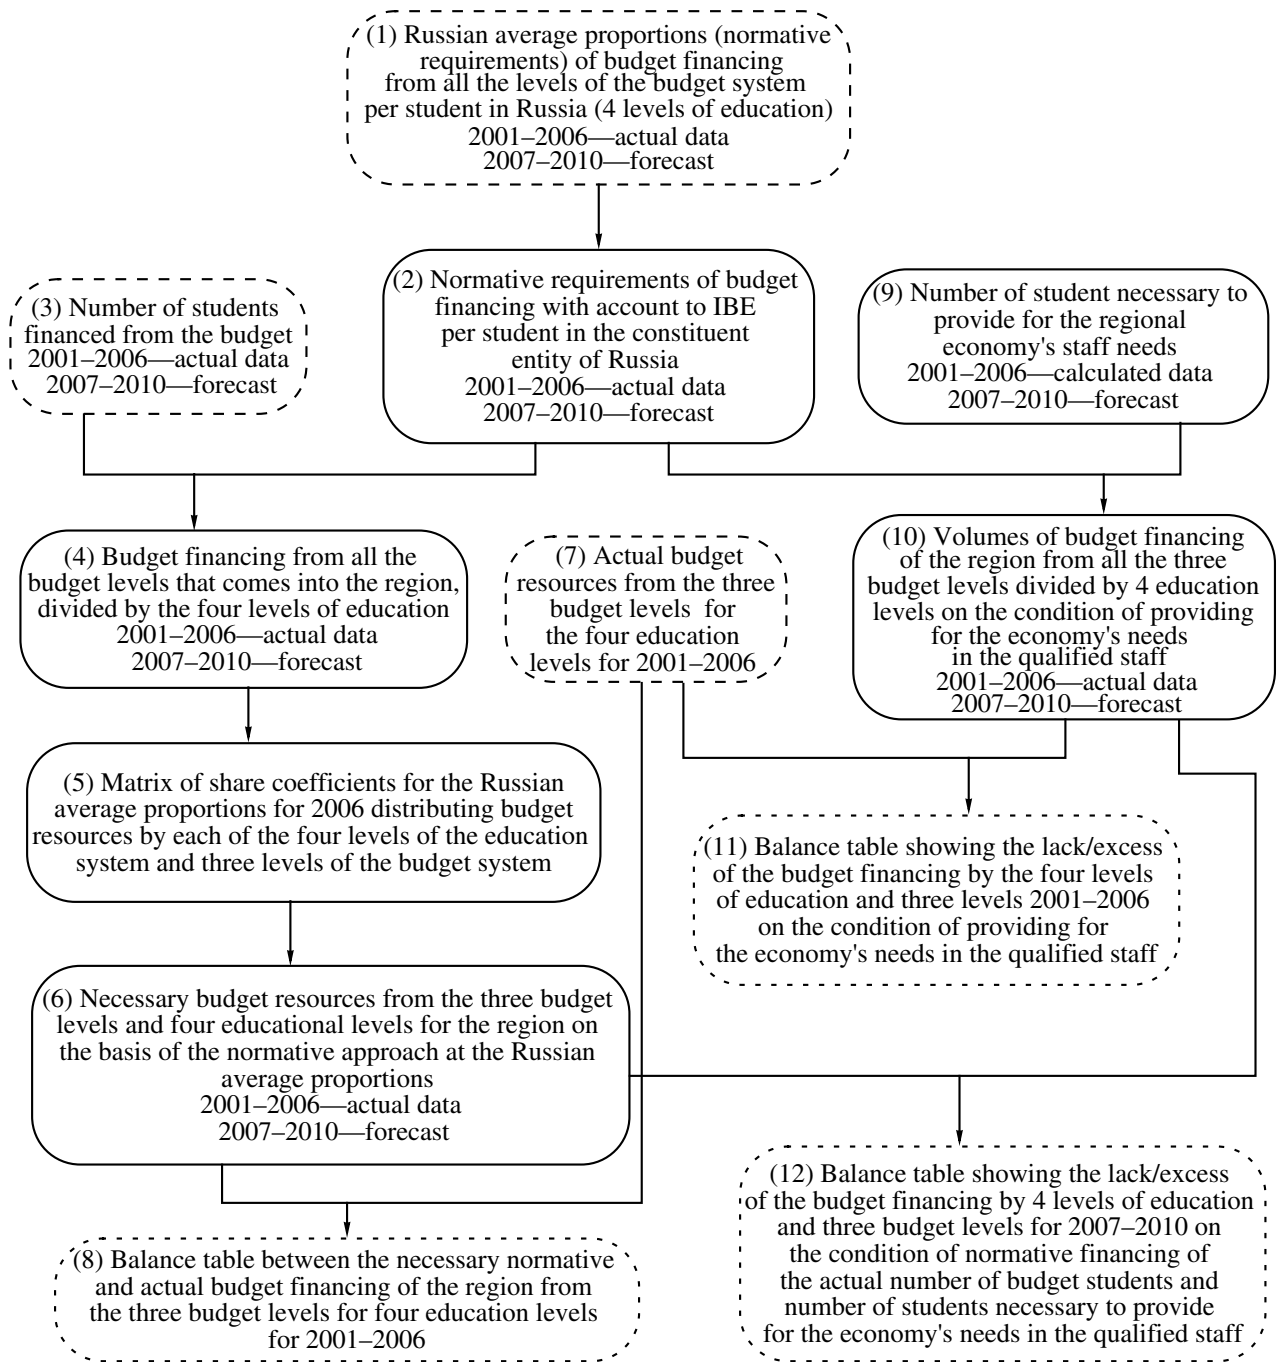 (1) Russian average proportions (normative
requirements) of budget financing
from all the levels of the budget system
per student in Russia (4 levels of education)
2001–2006—actual data
2007–2010—forecast
(2) Normative requirements of budget
financing with account to IBE
per student in the constituent
entity of Russia
2001–2006—actual data
2007–2010—forecast
(3) Number of students
financed from the budget
2001–2006—actual data
2007–2010—forecast
(9) Number of student necessary to
provide for the regional
economy's staff needs
2001–2006—calculated data
2007–2010—forecast
(4) Budget financing from all the
budget levels that comes into the region,
divided by the four levels of education
2001–2006—actual data
2007–2010—forecast
(7) Actual budget
resources from the three
budget levels for
the four education
levels for 2001–2006
(10) Volumes of budget financing
of the region from all the three
budget levels divided by 4 education
levels on the condition of providing
for the economy's needs
in the qualified staff
2001–2006—actual data
2007–2010—forecast
(5) Matrix of share coefficients for the Russian
average proportions for 2006 distributing budget
resources by each of the four levels of the education
system and three levels of the budget system
(11) Balance table showing the lack/excess
of the budget financing by the four levels
of education and three levels 2001–2006
on the condition of providing for
the economy's needs in the qualified staff
(6) Necessary budget resources from the three budget
levels and four educational levels for the region on
the basis of the normative approach at the Russian
average proportions
2001–2006—actual data
2007–2010—forecast
(8) Balance table between the necessary normative
and actual budget financing of the region from
the three budget levels for four education levels
for 2001–2006
(12) Balance table showing the lack/excess
of the budget financing by 4 levels of education
and three budget levels for 2007–2010 on
the condition of normative financing of
the actual number of budget students and
number of students necessary to provide
for the economy's needs in the qualified staff